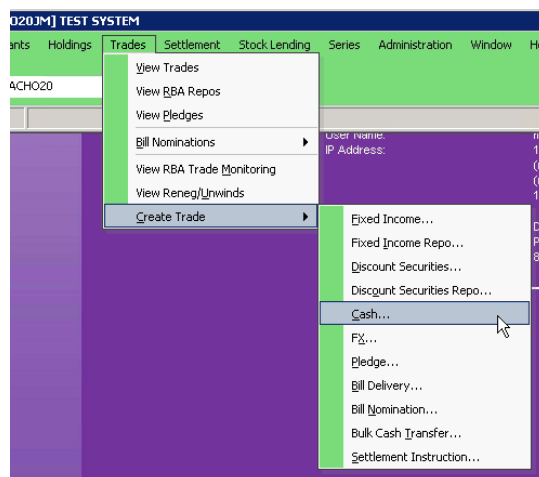 020JM] TEST SYSTEM
ants Holdings Trades Settlement Stock Lending Series Administration Window
ACHO20
View Trades
View RBA Repos
View Pledges
Bill Nominations
User Name:
IP Address:
View RBA Trade Monitoring
View Reneg/Unwinds
Create Trade
Fixed Income...
Fixed Income Repo...
Discount Securities...
Discount Securities Repo...
Cash...
FX...
Pledge...
Bill Delivery...
Bill Nomination...
Bulk Cash Transfer...
Settlement Instruction...